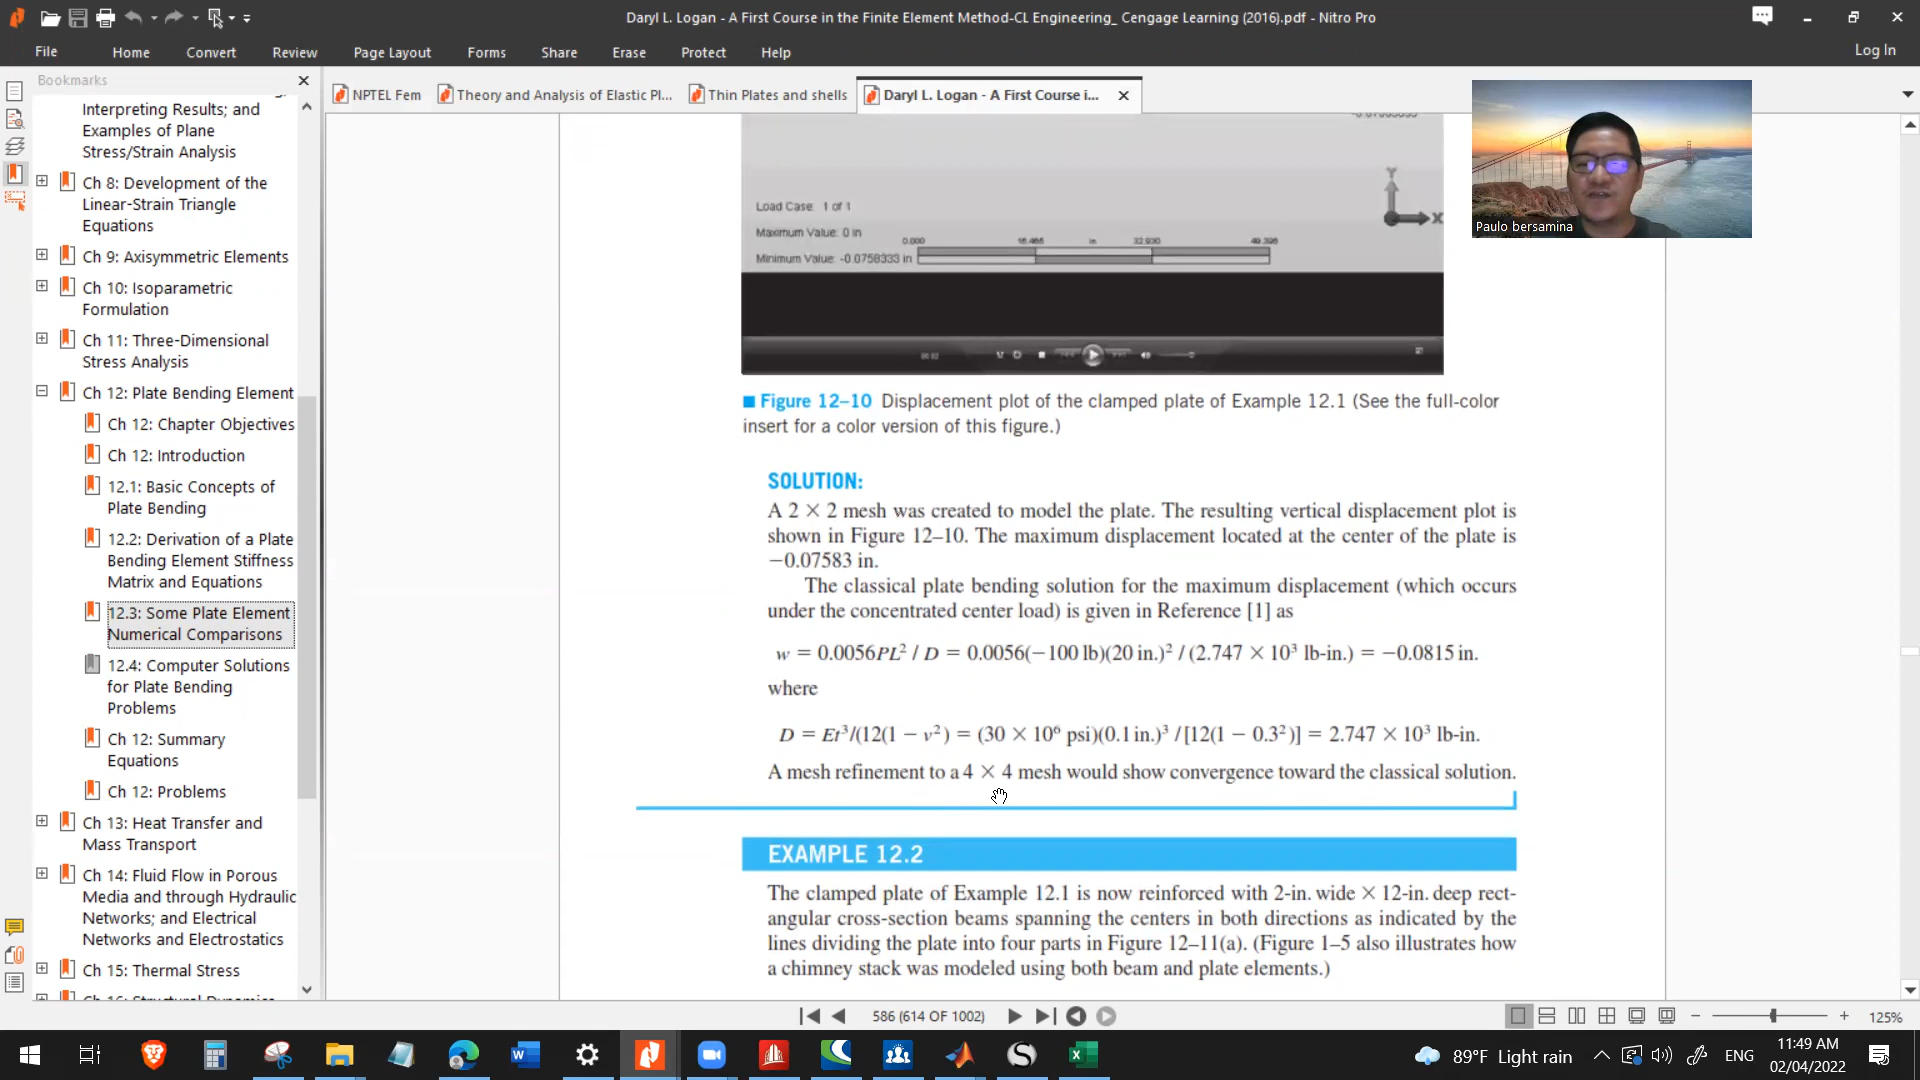 Daryl L. Logan - A First Course in the Finite Element Method-CL Engineering_ Cengage Learning (2016).pdf - Nitro Pro
File Home Convert Review Page Layout Forms Share Erase Protect Help Log In
Bookmarks
NPTEL Fem Theory and Analysis of Elastic Pl... Thin Plates and shells Daryl L. Logan - A First Course i...
Interpreting Results; and
Examples of Plane
Stress/Strain Analysis
Ch 8: Development of the
Linear-Strain Triangle
Equations
Ch 9: Axisymmetric Elements
Ch 10: Isoparametric
Formulation
Ch 11: Three-Dimensional
Stress Analysis
Ch 12: Plate Bending Element
Ch 12: Chapter Objectives
Ch 12: Introduction
12.1: Basic Concepts of
Plate Bending
12.2: Derivation of a Plate
Bending Element Stiffness
Matrix and Equations
12.3: Some Plate Element
Numerical Comparisons
12.4: Computer Solutions
for Plate Bending
Problems
Ch 12: Summary
Equations
Ch 12: Problems
Ch 13: Heat Transfer and
Mass Transport
Ch 14: Fluid Flow in Porous
Media and through Hydraulic
Networks; and Electrical
Networks and Electrostatics
Ch 15: Thermal Stress
Load Case: 1 of 1
Maximum Value: 0 in
Minimum Value: -0.0758333 in
0.000 16.465 in 32.930 49.396
Y
X
Paulo bersamina
Figure 12–10 Displacement plot of the clamped plate of Example 12.1 (See the full-color
insert for a color version of this figure.)
SOLUTION:
A 2 × 2 mesh was created to model the plate. The resulting vertical displacement plot is
shown in Figure 12–10. The maximum displacement located at the center of the plate is
−0.07583 in.
The classical plate bending solution for the maximum displacement (which occurs
under the concentrated center load) is given in Reference [1] as
w = 0.0056PL² / D = 0.0056(−100 lb)(20 in.)² / (2.747 × 10³ lb-in.) = −0.0815 in.
where
D = Et³/(12(1 − ν²) = (30 × 10⁶ psi)(0.1 in.)³ / [12(1 − 0.3²)] = 2.747 × 10³ lb-in.
A mesh refinement to a 4 × 4 mesh would show convergence toward the classical solution.
EXAMPLE 12.2
The clamped plate of Example 12.1 is now reinforced with 2-in. wide × 12-in. deep rect-
angular cross-section beams spanning the centers in both directions as indicated by the
lines dividing the plate into four parts in Figure 12–11(a). (Figure 1–5 also illustrates how
a chimney stack was modeled using both beam and plate elements.)
586 (614 OF 1002)
125%
89°F Light rain
ENG
11:49 AM
02/04/2022